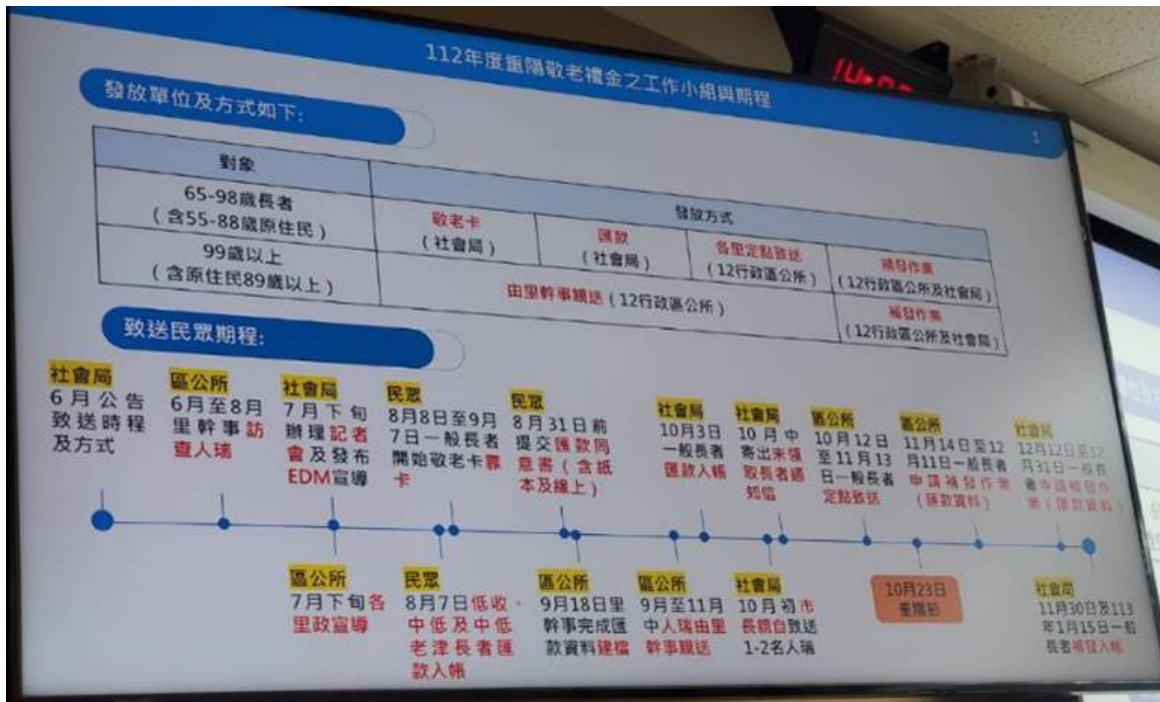 112年度重陽敬老禮金之工作小組與期程
1
發放單位及方式如下:
對象
發放方式
65-98歲長者
(含55-88歲原住民)
敬老卡
(社會局)
匯款
(社會局)
各里定點致送
(12行政區公所)
補發作業
(12行政區公所及社會局)
99歲以上
(含原住民89歲以上)
由里幹事親送(12行政區公所)
補發作業
(12行政區公所及社會局)
致送民眾期程:
社會局
6月公告
致送時程
及方式
區公所
6月至8月
里幹事訪
查人瑞
社會局
7月下旬
辦理記者
會及發布
EDM宣導
民眾
8月8日至9月
7日一般長者
開始敬老卡靠
卡
民眾
8月31日前
提交匯款同
意書(含紙
本及線上)
社會局
10月3日
一般長者
匯款入帳
社會局
10月中
寄出未領
取長者通
知信
區公所
10月12日
至11月13
日一般長者
定點致送
區公所
11月14日至12
月11日一般長者
申請補發作業
(匯款資料)
社會局
12月12日至12
月31日一般長
者申請補發作
業(匯款資料)
區公所
7月下旬各
里政宣導
民眾
8月7日低收、
中低及中低
老津長者匯
款入帳
區公所
9月18日里
幹事完成匯
款資料建檔
區公所
9月至11月
中人瑞由里
幹事親送
社會局
10月初市
長親自致送
1-2名人瑞
10月23日
重陽節
社會局
11月30日及113
年1月15日一般
長者補發入帳